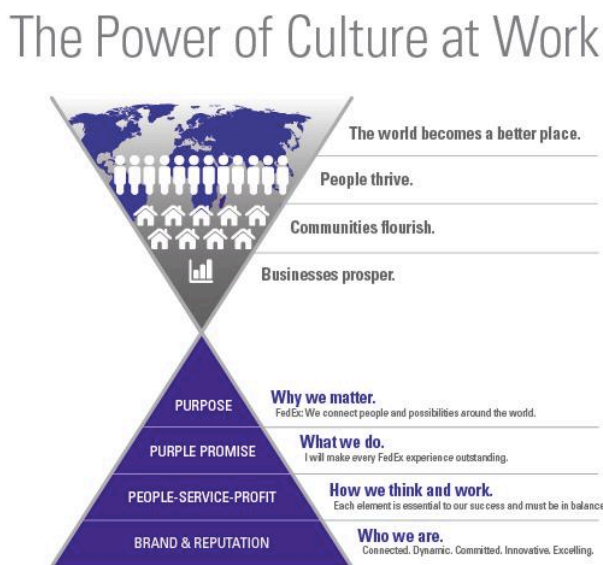 The Power of Culture at Work
The world becomes a better place.
People thrive.
Communities flourish.
Businesses prosper.
PURPOSE
Why we matter.
FedEx: We connect people and possibilities around the world.
PURPLE PROMISE
What we do.
I will make every FedEx experience outstanding.
PEOPLE-SERVICE-PROFIT
How we think and work.
Each element is essential to our success and must be in balance
BRAND & REPUTATION
Who we are.
Connected. Dynamic. Committed. Innovative. Excelling.